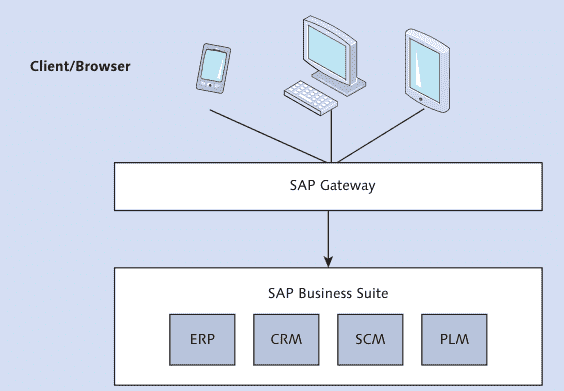 Client/Browser
SAP Gateway
SAP Business Suite
ERP
CRM
SCM
PLM